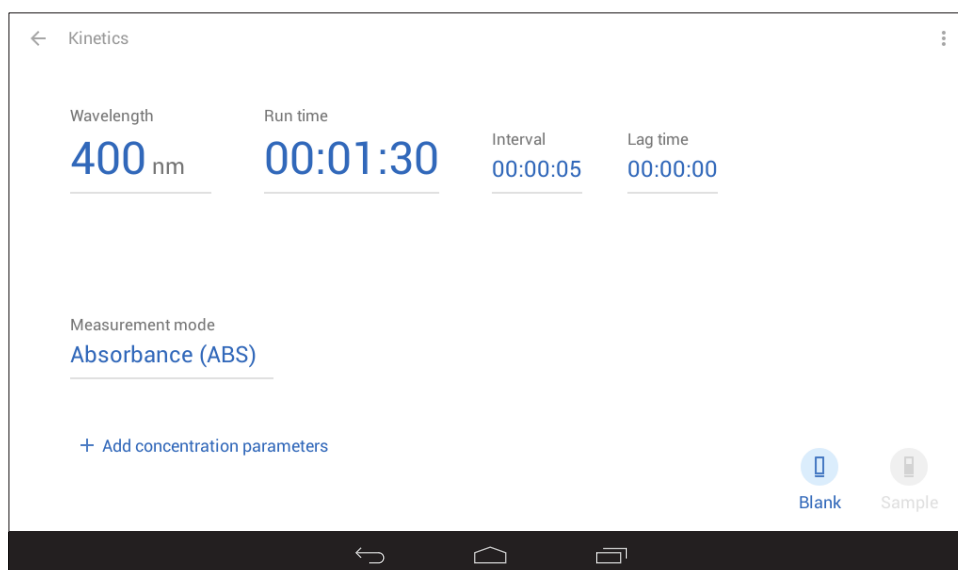 Kinetics
Wavelength
400 nm
Run time
00:01:30
Interval
00:00:05
Lag time
00:00:00
Measurement mode
Absorbance (ABS)
+ Add concentration parameters
Blank
Sample